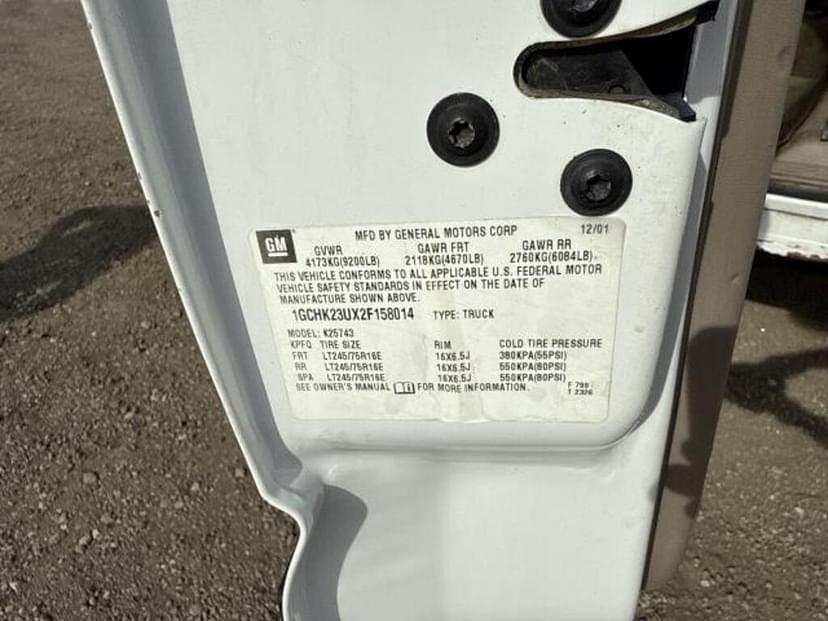 GM
MFD BY GENERAL MOTORS CORP 12/01
GVWR GAWR FRT GAWR RR
4173KG(9200LB) 2118KG(4670LB) 2760KG(6084LB)
THIS VEHICLE CONFORMS TO ALL APPLICABLE U.S. FEDERAL MOTOR
VEHICLE SAFETY STANDARDS IN EFFECT ON THE DATE OF
MANUFACTURE SHOWN ABOVE.
1GCHK23UX2F158014 TYPE: TRUCK
MODEL: K25743
KPFQ TIRE SIZE RIM COLD TIRE PRESSURE
FRT LT245/75R16E 16X6.5J 380KPA(55PSI)
RR LT245/75R16E 16X6.5J 550KPA(80PSI)
SPA LT245/75R16E 16X6.5J 550KPA(80PSI)
SEE OWNER'S MANUAL FOR MORE INFORMATION. F 799
T 2326